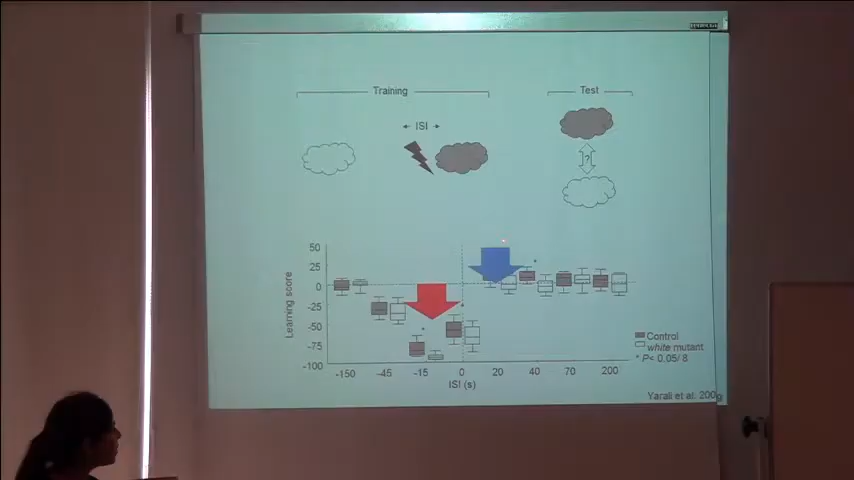 Training
Test
ISI
?
Learning score
50
25
0
-25
-50
-75
-100
-150
-45
-15
0
20
40
70
200
ISI (s)
Control
white mutant
* P< 0.05/ 8
Yarali et al. 2009